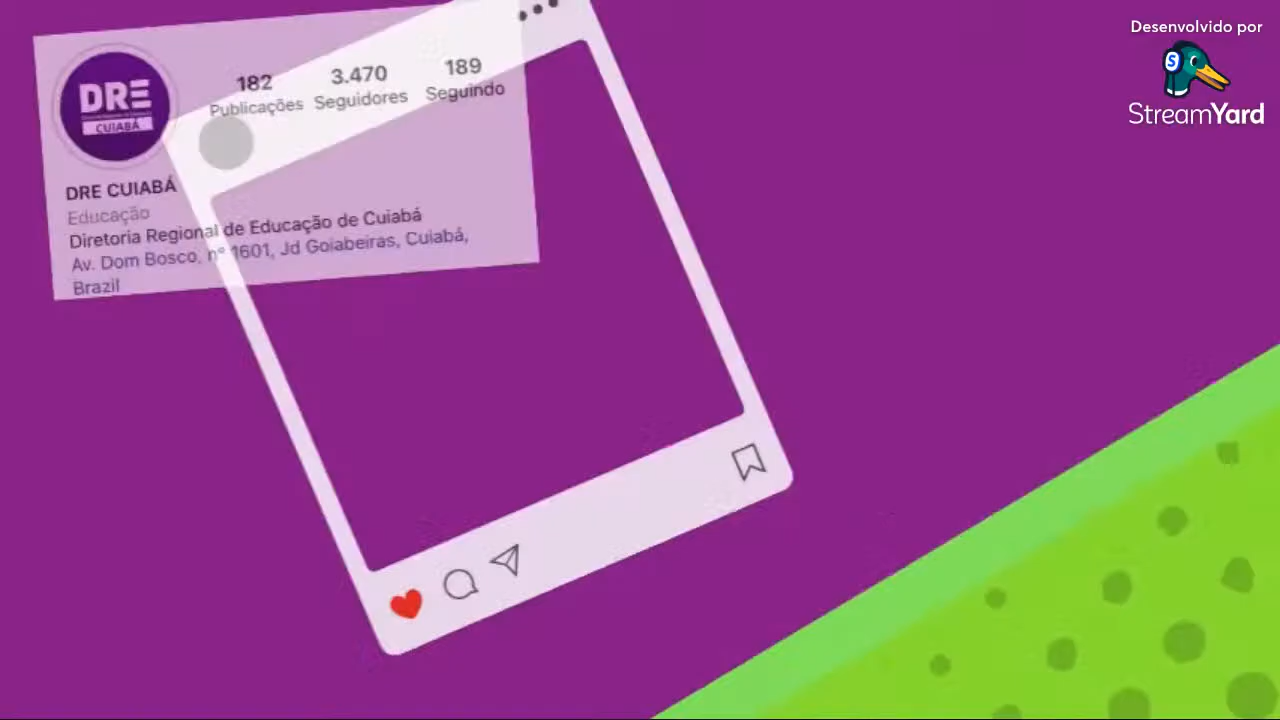 Desenvolvido por
StreamYard
182 3.470 189
Publicações Seguidores Seguindo
DRE
CUIABÁ
DRE CUIABÁ
Educação
Diretoria Regional de Educação de Cuiabá
Av. Dom Bosco, nº 1601, Jd Goiabeiras, Cuiabá,
Brazil